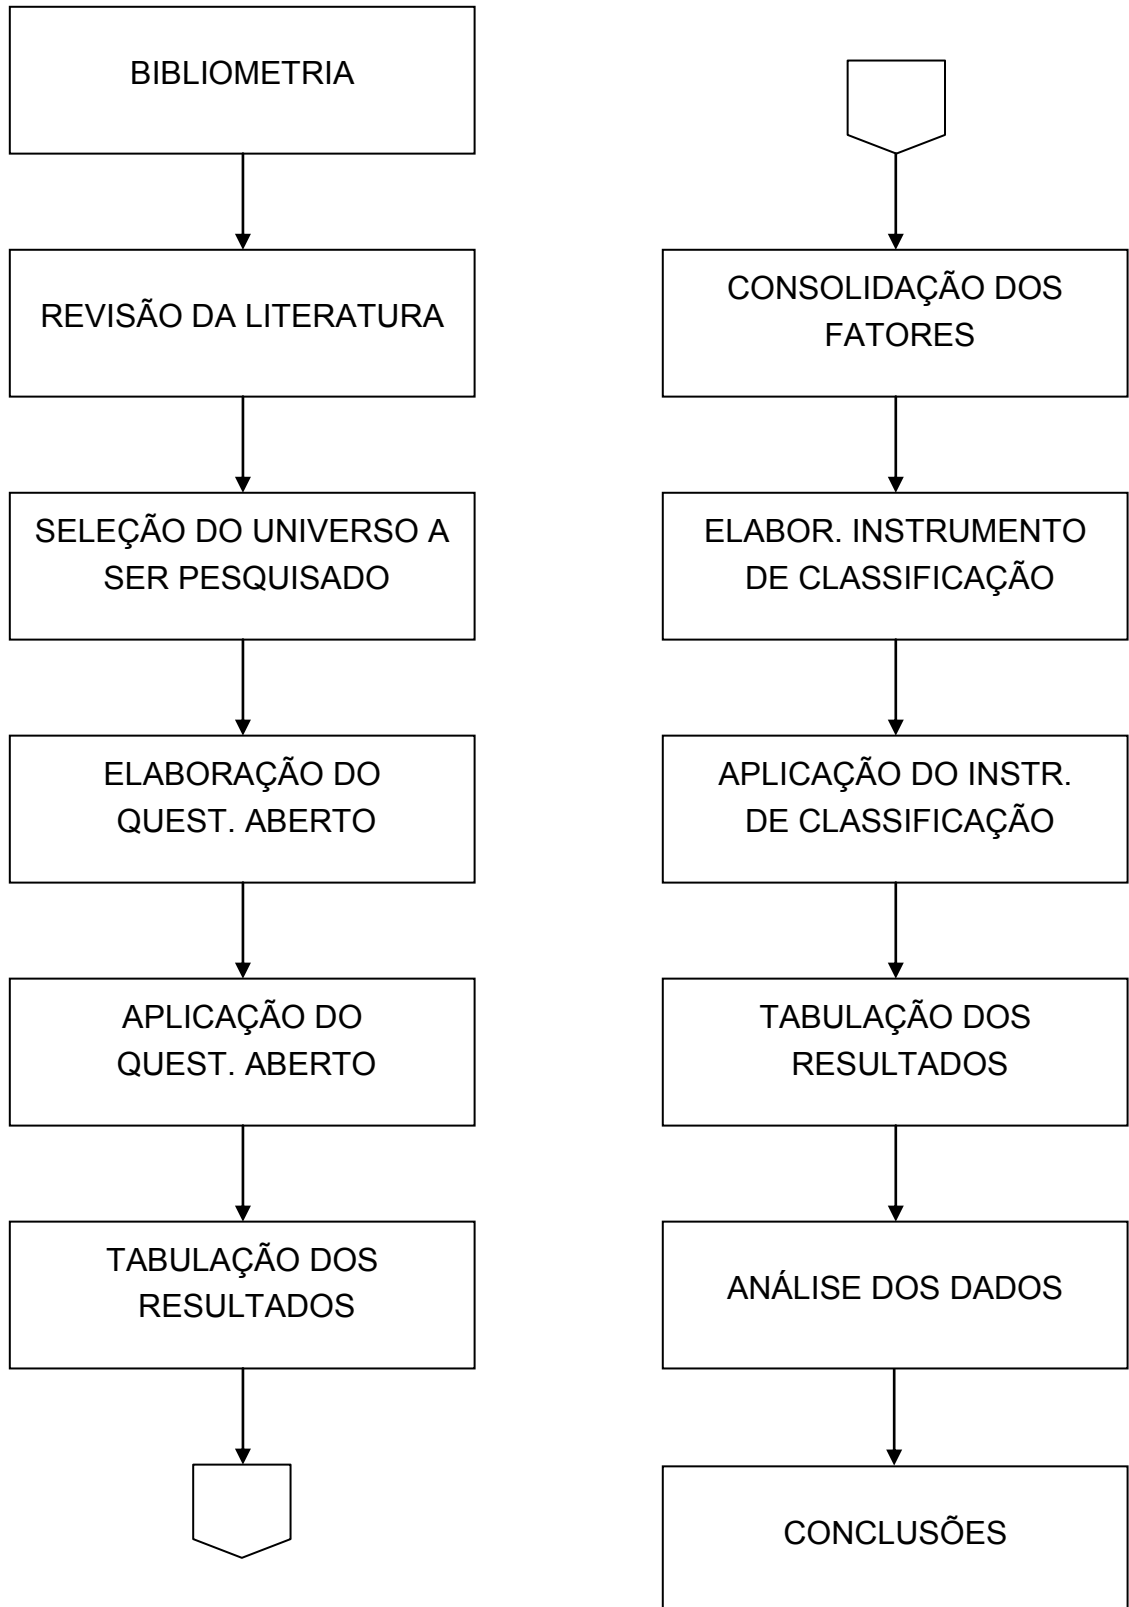 BIBLIOMETRIA
REVISÃO DA LITERATURA
SELEÇÃO DO UNIVERSO A
SER PESQUISADO
ELABORAÇÃO DO
QUEST. ABERTO
APLICAÇÃO DO
QUEST. ABERTO
TABULAÇÃO DOS
RESULTADOS
CONSOLIDAÇÃO DOS
FATORES
ELABOR. INSTRUMENTO
DE CLASSIFICAÇÃO
APLICAÇÃO DO INSTR.
DE CLASSIFICAÇÃO
TABULAÇÃO DOS
RESULTADOS
ANÁLISE DOS DADOS
CONCLUSÕES